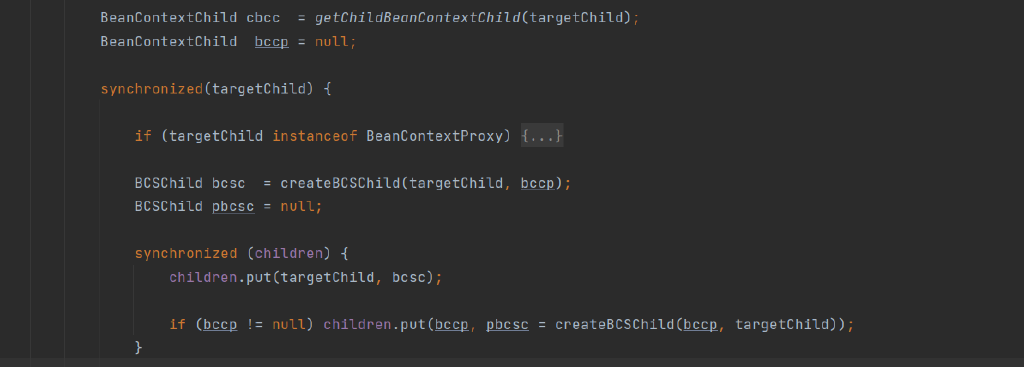 BeanContextChild cbcc  = getChildBeanContextChild(targetChild);
BeanContextChild  bccp = null;
synchronized(targetChild) {
if (targetChild instanceof BeanContextProxy) {...}
BCSChild bcsc  = createBCSChild(targetChild, bccp);
BCSChild pbcsc = null;
synchronized (children) {
children.put(targetChild, bcsc);
if (bccp != null) children.put(bccp, pbcsc = createBCSChild(bccp, targetChild));
}